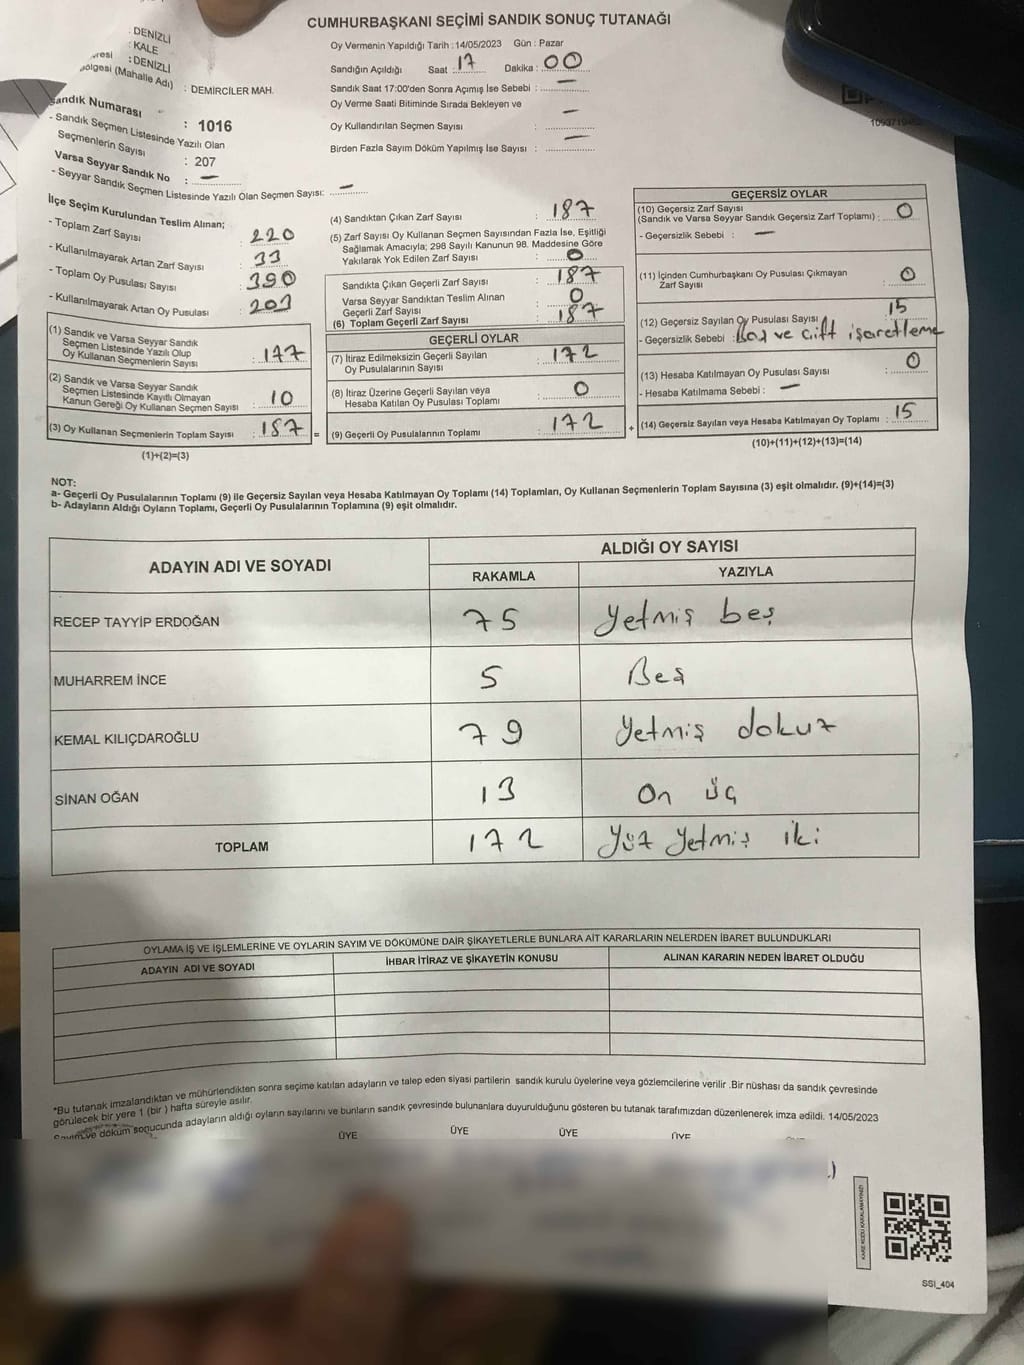 CUMHURBAŞKANI SEÇİMİ SANDIK SONUÇ TUTANAĞI
: DENİZLİ
: KALE
: DENİZLİ
(Mahalle Adı) : DEMİRCİLER MAH.
Sandık Numarası : 1016
- Sandık Seçmen Listesinde Yazılı Olan
Seçmenlerin Sayısı : 207
Varsa Seyyar Sandık No : —
- Seyyar Sandık Seçmen Listesinde Yazılı Olan Seçmen Sayısı: —
Oy Vermenin Yapıldığı Tarih : 14/05/2023 Gün : Pazar
Sandığın Açıldığı Saat : 17 Dakika : 00
Sandık Saat 17:00'den Sonra Açımış İse Sebebi : —
Oy Verme Saati Bitiminde Sırada Bekleyen ve
Oy Kullandırılan Seçmen Sayısı : —
Birden Fazla Sayım Döküm Yapılmış İse Sayısı : —
İlçe Seçim Kurulundan Teslim Alınan;
- Toplam Zarf Sayısı : 220
- Kullanılmayarak Artan Zarf Sayısı : 33
- Toplam Oy Pusulası Sayısı : 390
- Kullanılmayarak Artan Oy Pusulası : 203
(1) Sandık ve Varsa Seyyar Sandık
Seçmen Listesinde Yazılı Olup
Oy Kullanan Seçmenlerin Sayısı : 177
(2) Sandık ve Varsa Seyyar Sandık
Seçmen Listesinde Kayıtlı Olmayan
Kanun Gereği Oy Kullanan Seçmen Sayısı : 10
(3) Oy Kullanan Seçmenlerin Toplam Sayısı : 187
(1)+(2)=(3)
(4) Sandıktan Çıkan Zarf Sayısı : 187
(5) Zarf Sayısı Oy Kullanan Seçmen Sayısından Fazla İse, Eşitliği
Sağlamak Amacıyla; 298 Sayılı Kanunun 98. Maddesine Göre
Yakılarak Yok Edilen Zarf Sayısı : 0
Sandıkta Çıkan Geçerli Zarf Sayısı : 187
Varsa Seyyar Sandıktan Teslim Alınan
Geçerli Zarf Sayısı : 0
(6) Toplam Geçerli Zarf Sayısı : 187
GEÇERLİ OYLAR
(7) İtiraz Edilmeksizin Geçerli Sayılan
Oy Pusulalarının Sayısı : 172
(8) İtiraz Üzerine Geçerli Sayılan veya
Hesaba Katılan Oy Pusulası Toplamı : 0
= (9) Geçerli Oy Pusulalarının Toplamı : 172
GEÇERSİZ OYLAR
(10) Geçersiz Zarf Sayısı
(Sandık ve Varsa Seyyar Sandık Geçersiz Zarf Toplamı) : 0
- Geçersizlik Sebebi : —
(11) İçinden Cumhurbaşkanı Oy Pusulası Çıkmayan
Zarf Sayısı : 0
(12) Geçersiz Sayılan Oy Pusulası Sayısı : 15
- Geçersizlik Sebebi : ve çift işaretleme
(13) Hesaba Katılmayan Oy Pusulası Sayısı : 0
- Hesaba Katılmama Sebebi : —
+ (14) Geçersiz Sayılan veya Hesaba Katılmayan Oy Toplamı : 15
(10)+(11)+(12)+(13)=(14)
NOT:
a- Geçerli Oy Pusulalarının Toplamı (9) ile Geçersiz Sayılan veya Hesaba Katılmayan Oy Toplamı (14) Toplamları, Oy Kullanan Seçmenlerin Toplam Sayısına (3) eşit olmalıdır. (9)+(14)=(3)
b- Adayların Aldığı Oyların Toplamı, Geçerli Oy Pusulalarının Toplamına (9) eşit olmalıdır.
ADAYIN ADI VE SOYADI ALDIĞI OY SAYISI
RAKAMLA YAZIYLA
RECEP TAYYİP ERDOĞAN 75 Yetmiş beş
MUHARREM İNCE 5 Beş
KEMAL KILIÇDAROĞLU 79 Yetmiş dokuz
SİNAN OĞAN 13 On üç
TOPLAM 172 Yüz Yetmiş iki
OYLAMA İŞ VE İŞLEMLERİNE VE OYLARIN SAYIM VE DÖKÜMÜNE DAİR ŞİKAYETLERLE BUNLARA AİT KARARLARIN NELERDEN İBARET BULUNDUKLARI
ADAYIN ADI VE SOYADI İHBAR İTİRAZ VE ŞİKAYETİN KONUSU ALINAN KARARIN NEDEN İBARET OLDUĞU
*Bu tutanak imzalandıktan ve mühürlendikten sonra seçime katılan adayların ve talep eden siyasi partilerin sandık kurulu üyelerine veya gözlemcilerine verilir .Bir nüshası da sandık çevresinde
görülecek bir yere 1 (bir ) hafta süreyle asılır.
ve döküm sonucunda adayların aldığı oyların sayılarını ve bunların sandık çevresinde bulunanlara duyurulduğunu gösteren bu tutanak tarafımızdan düzenlenerek imza edildi. 14/05/2023
ÜYE ÜYE ÜYE ÜYE
KARE KODU KARALAMAYINIZ!
SSİ_404